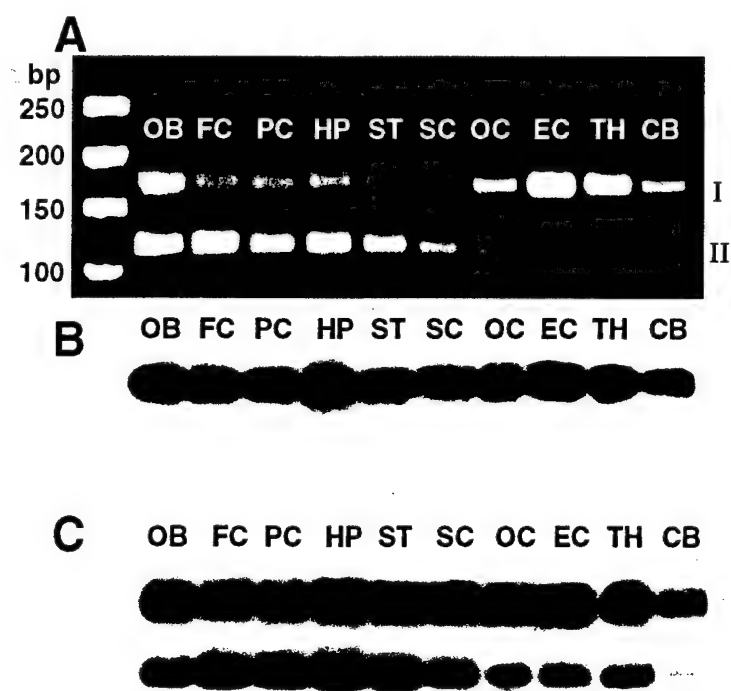 A
bp
250
200
150
100
OB FC PC HP ST SC OC EC TH CB
I
II
B
OB FC PC HP ST SC OC EC TH CB
C
OB FC PC HP ST SC OC EC TH CB